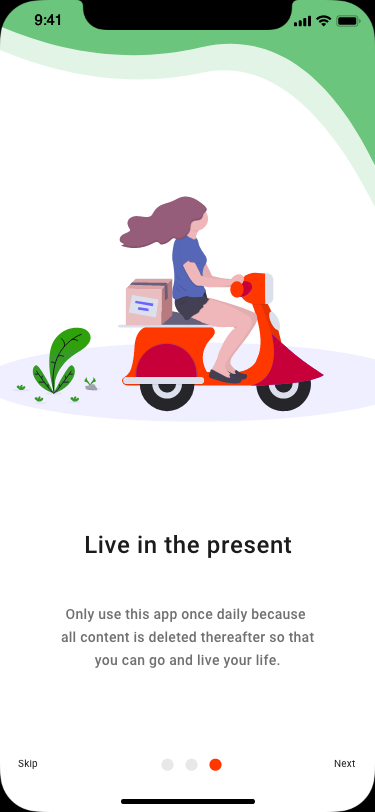 9:41
Live in the present
Only use this app once daily because
all content is deleted thereafter so that
you can go and live your life.
Skip
Next